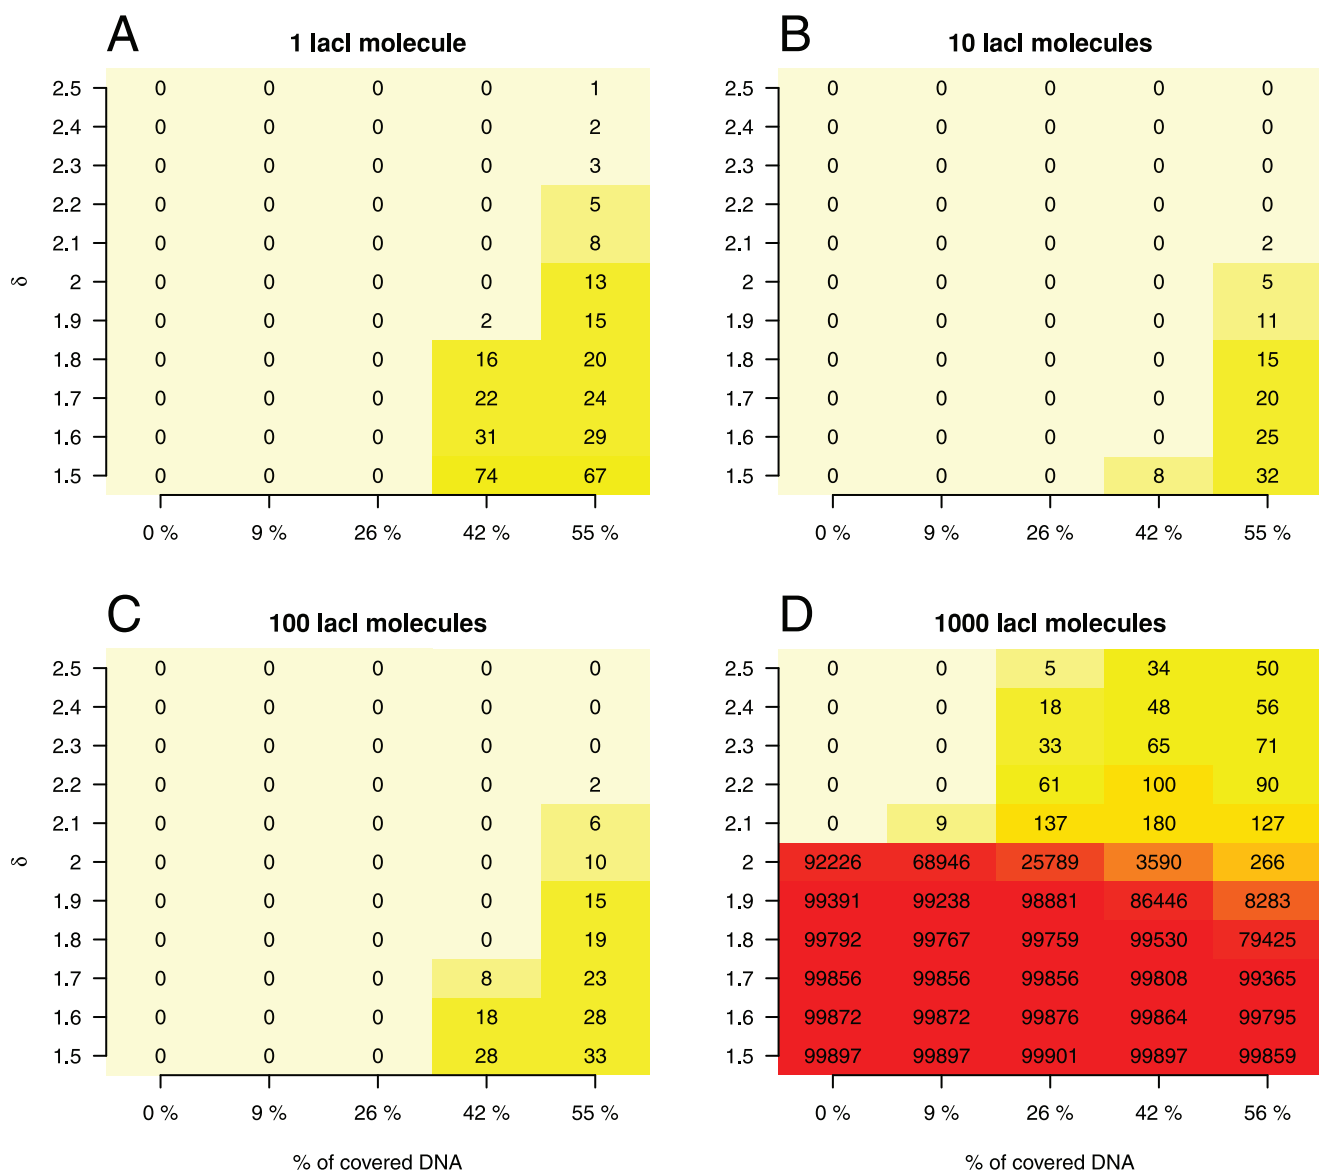 A
1 lacI molecule
2.5 0 0 0 0 1
2.4 0 0 0 0 2
2.3 0 0 0 0 3
2.2 0 0 0 0 5
2.1 0 0 0 0 8
2 0 0 0 0 13
1.9 0 0 0 2 15
1.8 0 0 0 16 20
1.7 0 0 0 22 24
1.6 0 0 0 31 29
1.5 0 0 0 74 67
δ
0 % 9 % 26 % 42 % 55 %
B
10 lacI molecules
2.5 0 0 0 0 0
2.4 0 0 0 0 0
2.3 0 0 0 0 0
2.2 0 0 0 0 0
2.1 0 0 0 0 2
2 0 0 0 0 5
1.9 0 0 0 0 11
1.8 0 0 0 0 15
1.7 0 0 0 0 20
1.6 0 0 0 0 25
1.5 0 0 0 8 32
0 % 9 % 26 % 42 % 55 %
C
100 lacI molecules
2.5 0 0 0 0 0
2.4 0 0 0 0 0
2.3 0 0 0 0 0
2.2 0 0 0 0 2
2.1 0 0 0 0 6
2 0 0 0 0 10
1.9 0 0 0 0 15
1.8 0 0 0 0 19
1.7 0 0 0 8 23
1.6 0 0 0 18 28
1.5 0 0 0 28 33
δ
0 % 9 % 26 % 42 % 55 %
% of covered DNA
D
1000 lacI molecules
2.5 0 0 5 34 50
2.4 0 0 18 48 56
2.3 0 0 33 65 71
2.2 0 0 61 100 90
2.1 0 9 137 180 127
2 92226 68946 25789 3590 266
1.9 99391 99238 98881 86446 8283
1.8 99792 99767 99759 99530 79425
1.7 99856 99856 99856 99808 99365
1.6 99872 99872 99876 99864 99795
1.5 99897 99897 99901 99897 99859
0 % 9 % 26 % 42 % 56 %
% of covered DNA